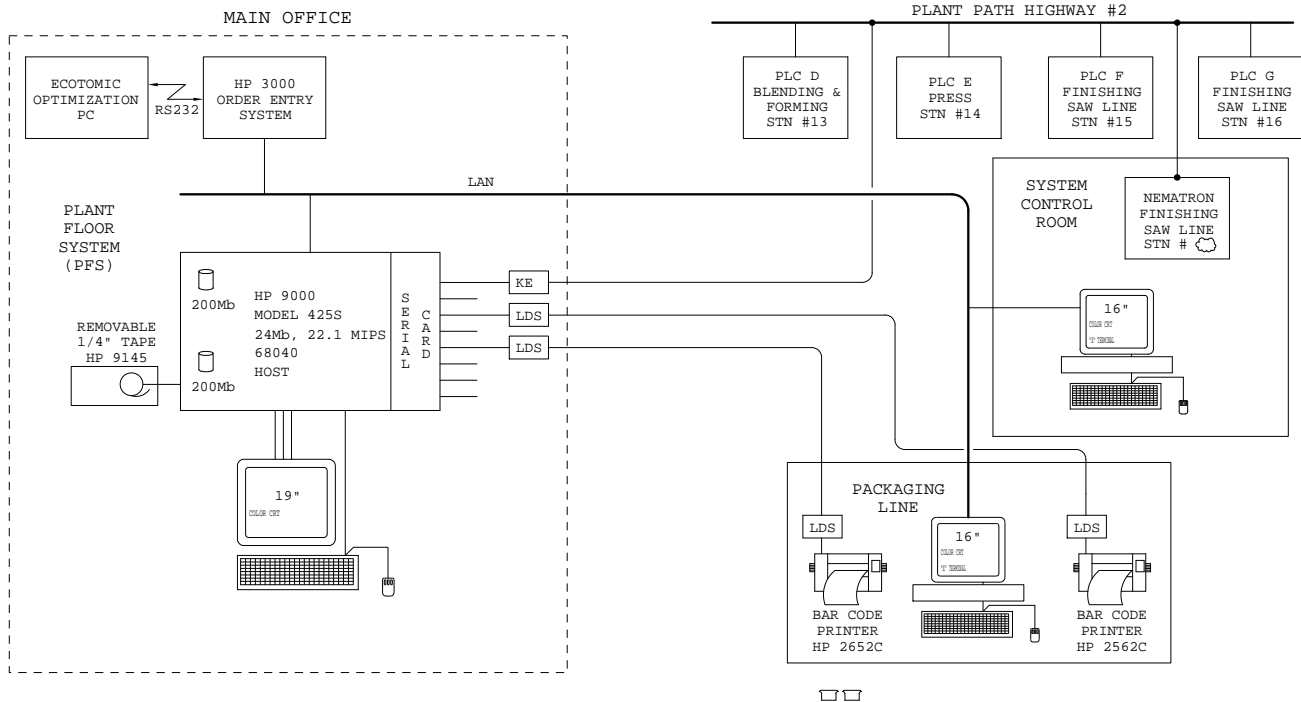 MAIN OFFICE
PLANT PATH HIGHWAY #2
ECOTOMIC
OPTIMIZATION
PC
RS232
HP 3000
ORDER ENTRY
SYSTEM
PLC D
BLENDING &
FORMING
STN #13
PLC E
PRESS
STN #14
PLC F
FINISHING
SAW LINE
STN #15
PLC G
FINISHING
SAW LINE
STN #16
LAN
SYSTEM
CONTROL
ROOM
NEMATRON
FINISHING
SAW LINE
STN #
PLANT
FLOOR
SYSTEM
(PFS)
200Mb
200Mb
HP 9000
MODEL 425S
24Mb, 22.1 MIPS
68040
HOST
SERIAL
CARD
KE
LDS
LDS
REMOVABLE
1/4" TAPE
HP 9145
16"
COLOR CRT
'X' TERMINAL
19"
COLOR CRT
PACKAGING
LINE
LDS
LDS
16"
COLOR CRT
'X' TERMINAL
BAR CODE
PRINTER
HP 2652C
BAR CODE
PRINTER
HP 2562C